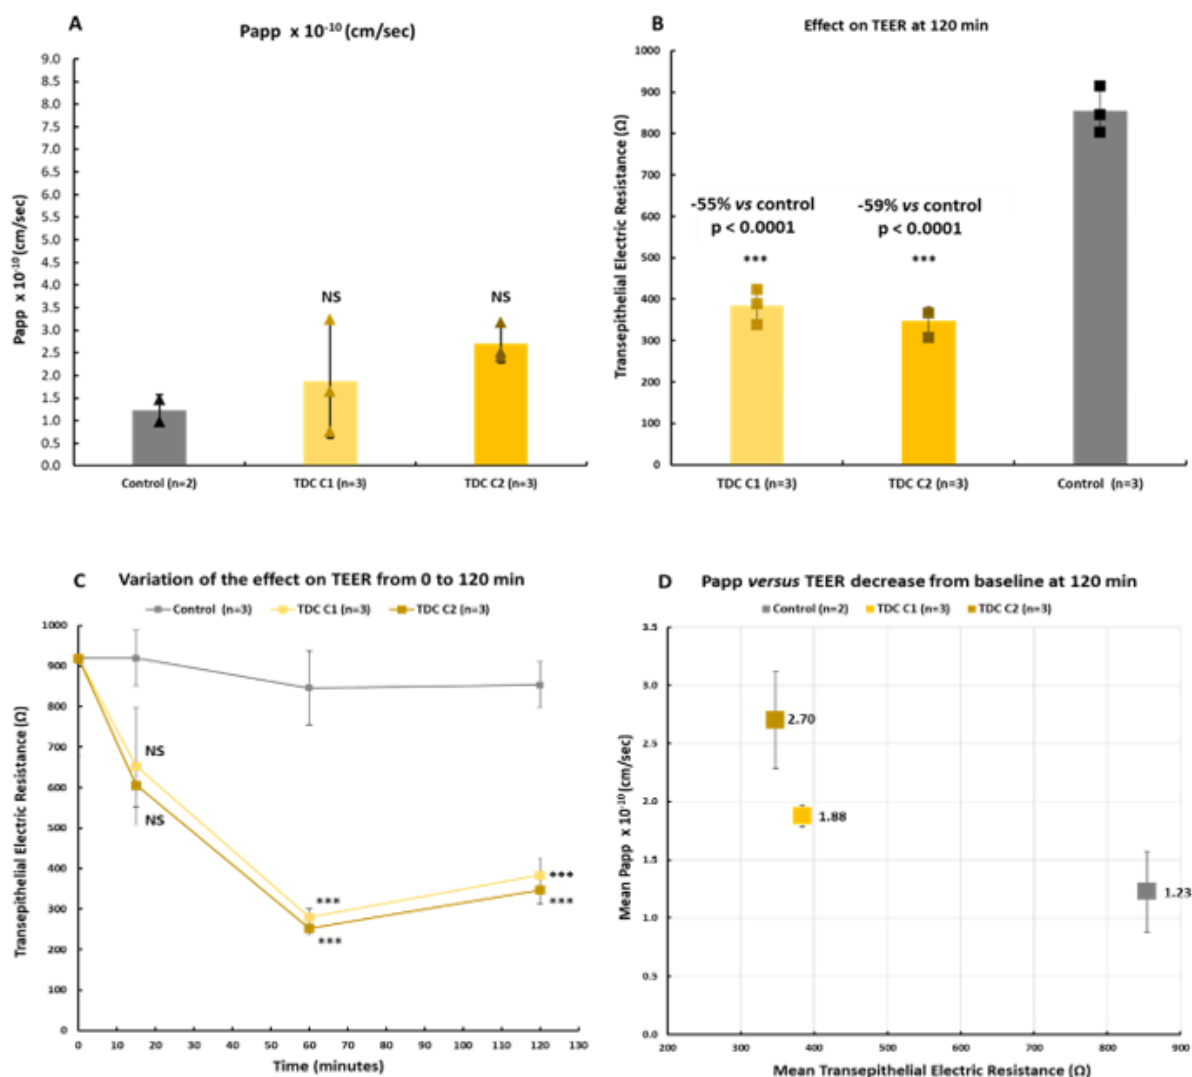 A
Papp x 10⁻¹⁰ (cm/sec)
Papp x 10⁻¹⁰ (cm/sec)
9.0
8.5
8.0
7.5
7.0
6.5
6.0
5.5
5.0
4.5
4.0
3.5
3.0
2.5
2.0
1.5
1.0
0.5
0.0
NS
NS
Control (n=2)
TDC C1 (n=3)
TDC C2 (n=3)
B
Effect on TEER at 120 min
Transepithelial Electric Resistance (Ω)
1000
900
800
700
600
500
400
300
200
100
0
-55% vs control
p < 0.0001
***
-59% vs control
p < 0.0001
***
TDC C1 (n=3)
TDC C2 (n=3)
Control (n=3)
C
Variation of the effect on TEER from 0 to 120 min
Control (n=3)
TDC C1 (n=3)
TDC C2 (n=3)
Transepithelial Electric Resistance (Ω)
1000
900
800
700
600
500
400
300
200
100
0
NS
NS
***
***
***
***
0
10
20
30
40
50
60
70
80
90
100
110
120
130
Time (minutes)
D
Papp versus TEER decrease from baseline at 120 min
Control (n=2)
TDC C1 (n=3)
TDC C2 (n=3)
Mean Papp x 10⁻¹⁰ (cm/sec)
3.5
3.0
2.5
2.0
1.5
1.0
0.5
0.0
2.70
1.88
1.23
200
300
400
500
600
700
800
900
Mean Transepithelial Electric Resistance (Ω)